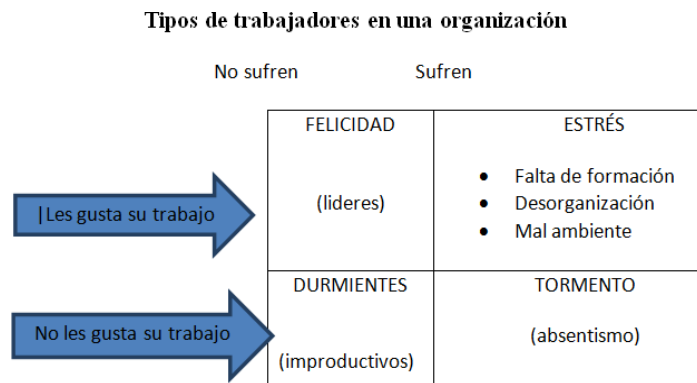 Tipos de trabajadores en una organización
No sufren Sufren
FELICIDAD
(lideres)
ESTRÉS
• Falta de formación
• Desorganización
• Mal ambiente
|Les gusta su trabajo
DURMIENTES
(improductivos)
TORMENTO
(absentismo)
No les gusta su trabajo